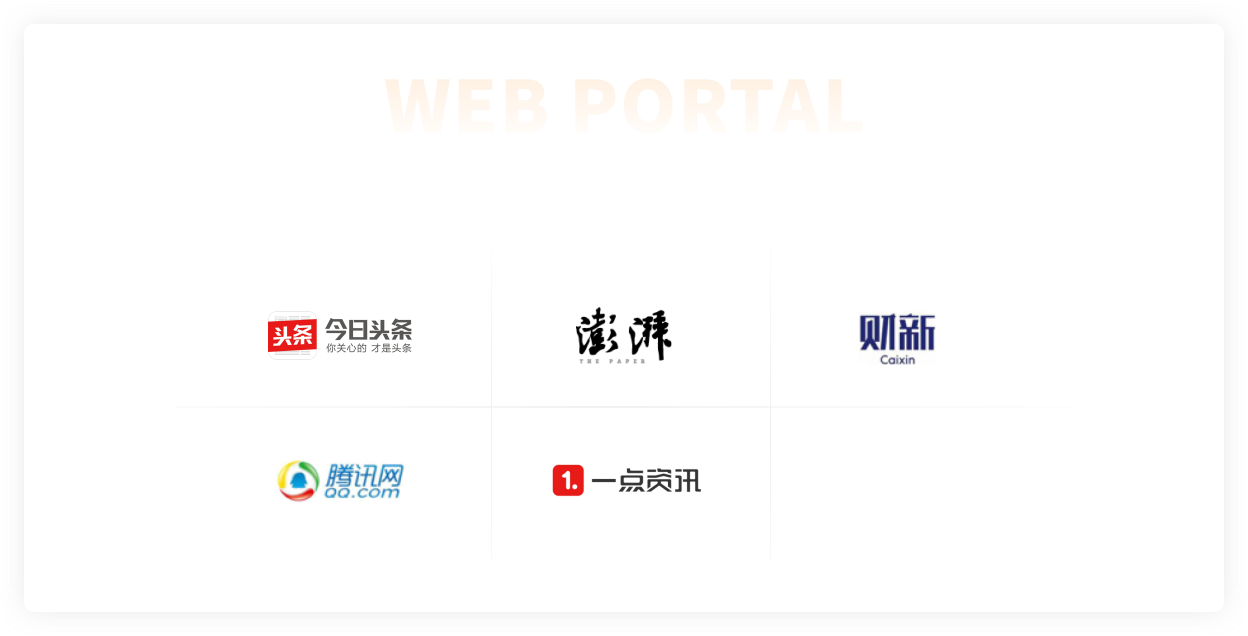 WEB PORTAL
头条
今日头条
你关心的 才是头条
澎湃
THE PAPER
财新
Caixin
腾讯网
QQ.com
1.
一点资讯